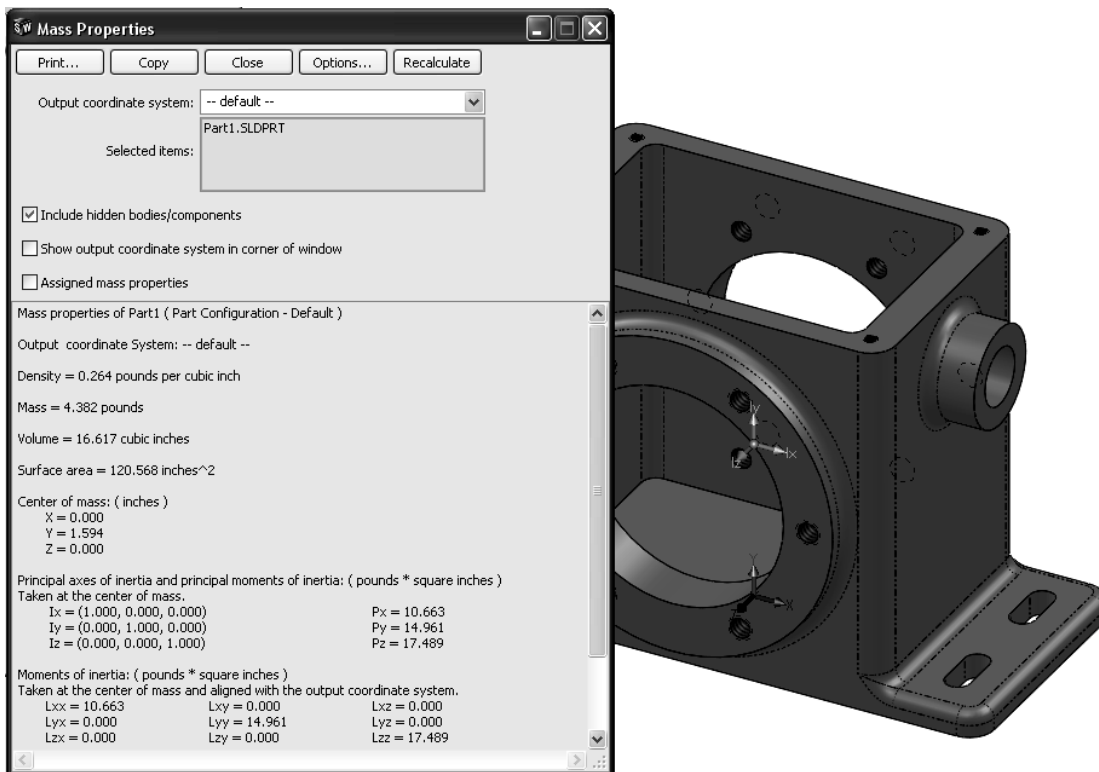 SW Mass Properties
Print... Copy Close Options... Recalculate
Output coordinate system: -- default --
Part1.SLDPRT
Selected items:
Include hidden bodies/components
Show output coordinate system in corner of window
Assigned mass properties
Mass properties of Part1 ( Part Configuration - Default )
Output coordinate System: -- default --
Density = 0.264 pounds per cubic inch
Mass = 4.382 pounds
Volume = 16.617 cubic inches
Surface area = 120.568 inches^2
Center of mass: ( inches )
X = 0.000
Y = 1.594
Z = 0.000
Principal axes of inertia and principal moments of inertia: ( pounds * square inches )
Taken at the center of mass.
Ix = (1.000, 0.000, 0.000) Px = 10.663
Iy = (0.000, 1.000, 0.000) Py = 14.961
Iz = (0.000, 0.000, 1.000) Pz = 17.489
Moments of inertia: ( pounds * square inches )
Taken at the center of mass and aligned with the output coordinate system.
Lxx = 10.663 Lxy = 0.000 Lxz = 0.000
Lyx = 0.000 Lyy = 14.961 Lyz = 0.000
Lzx = 0.000 Lzy = 0.000 Lzz = 17.489
Iy
Ix
Iz
Y
X